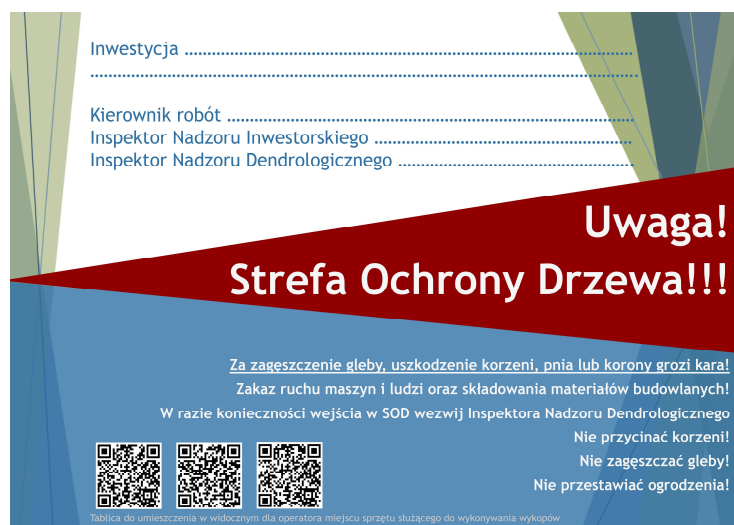 Inwestycja ................................................................................
................................................................................
Kierownik robót ................................................................................
Inspektor Nadzoru Inwestorskiego ..................................................
Inspektor Nadzoru Dendrologicznego ..............................................
Uwaga!
Strefa Ochrony Drzewa!!!
Za zagęszczenie gleby, uszkodzenie korzeni, pnia lub korony grozi kara!
Zakaz ruchu maszyn i ludzi oraz składowania materiałów budowlanych!
W razie konieczności wejścia w SOD wezwij Inspektora Nadzoru Dendrologicznego
Nie przycinać korzeni!
Nie zagęszczać gleby!
Nie przestawiać ogrodzenia!
Tablica do umieszczenia w widocznym dla operatora miejscu sprzętu służącego do wykonywania wykopów